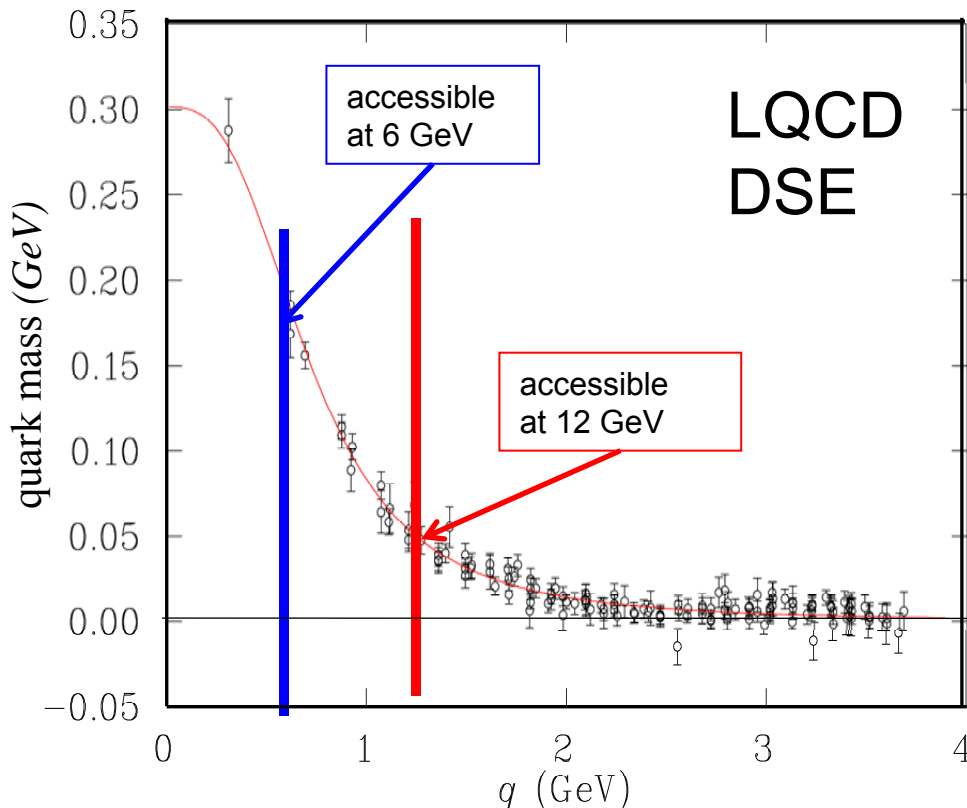 0.35
0.30
0.25
0.20
0.15
0.10
0.05
0.00
−0.05
quark mass (GeV)
accessible
at 6 GeV
LQCD
DSE
accessible
at 12 GeV
0
1
2
3
4
q (GeV)